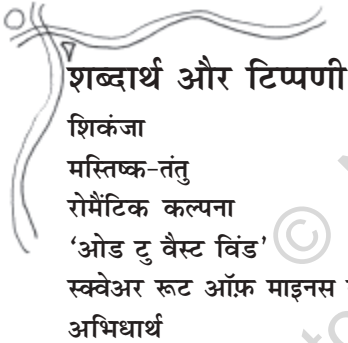 शब्दार्थ और टिप्पणी
शिकंजा
मस्तिष्क-तंतु
रोमैंटिक कल्पना
‘ओड टु वैस्ट विंड’
स्क्वेअर रूट ऑफ़ माइनस
अभिधार्थ